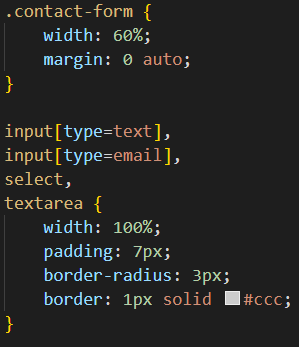 .contact-form {
    width: 60%;
    margin: 0 auto;
}

input[type=text],
input[type=email],
select,
textarea {
    width: 100%;
    padding: 7px;
    border-radius: 3px;
    border: 1px solid #ccc;
}